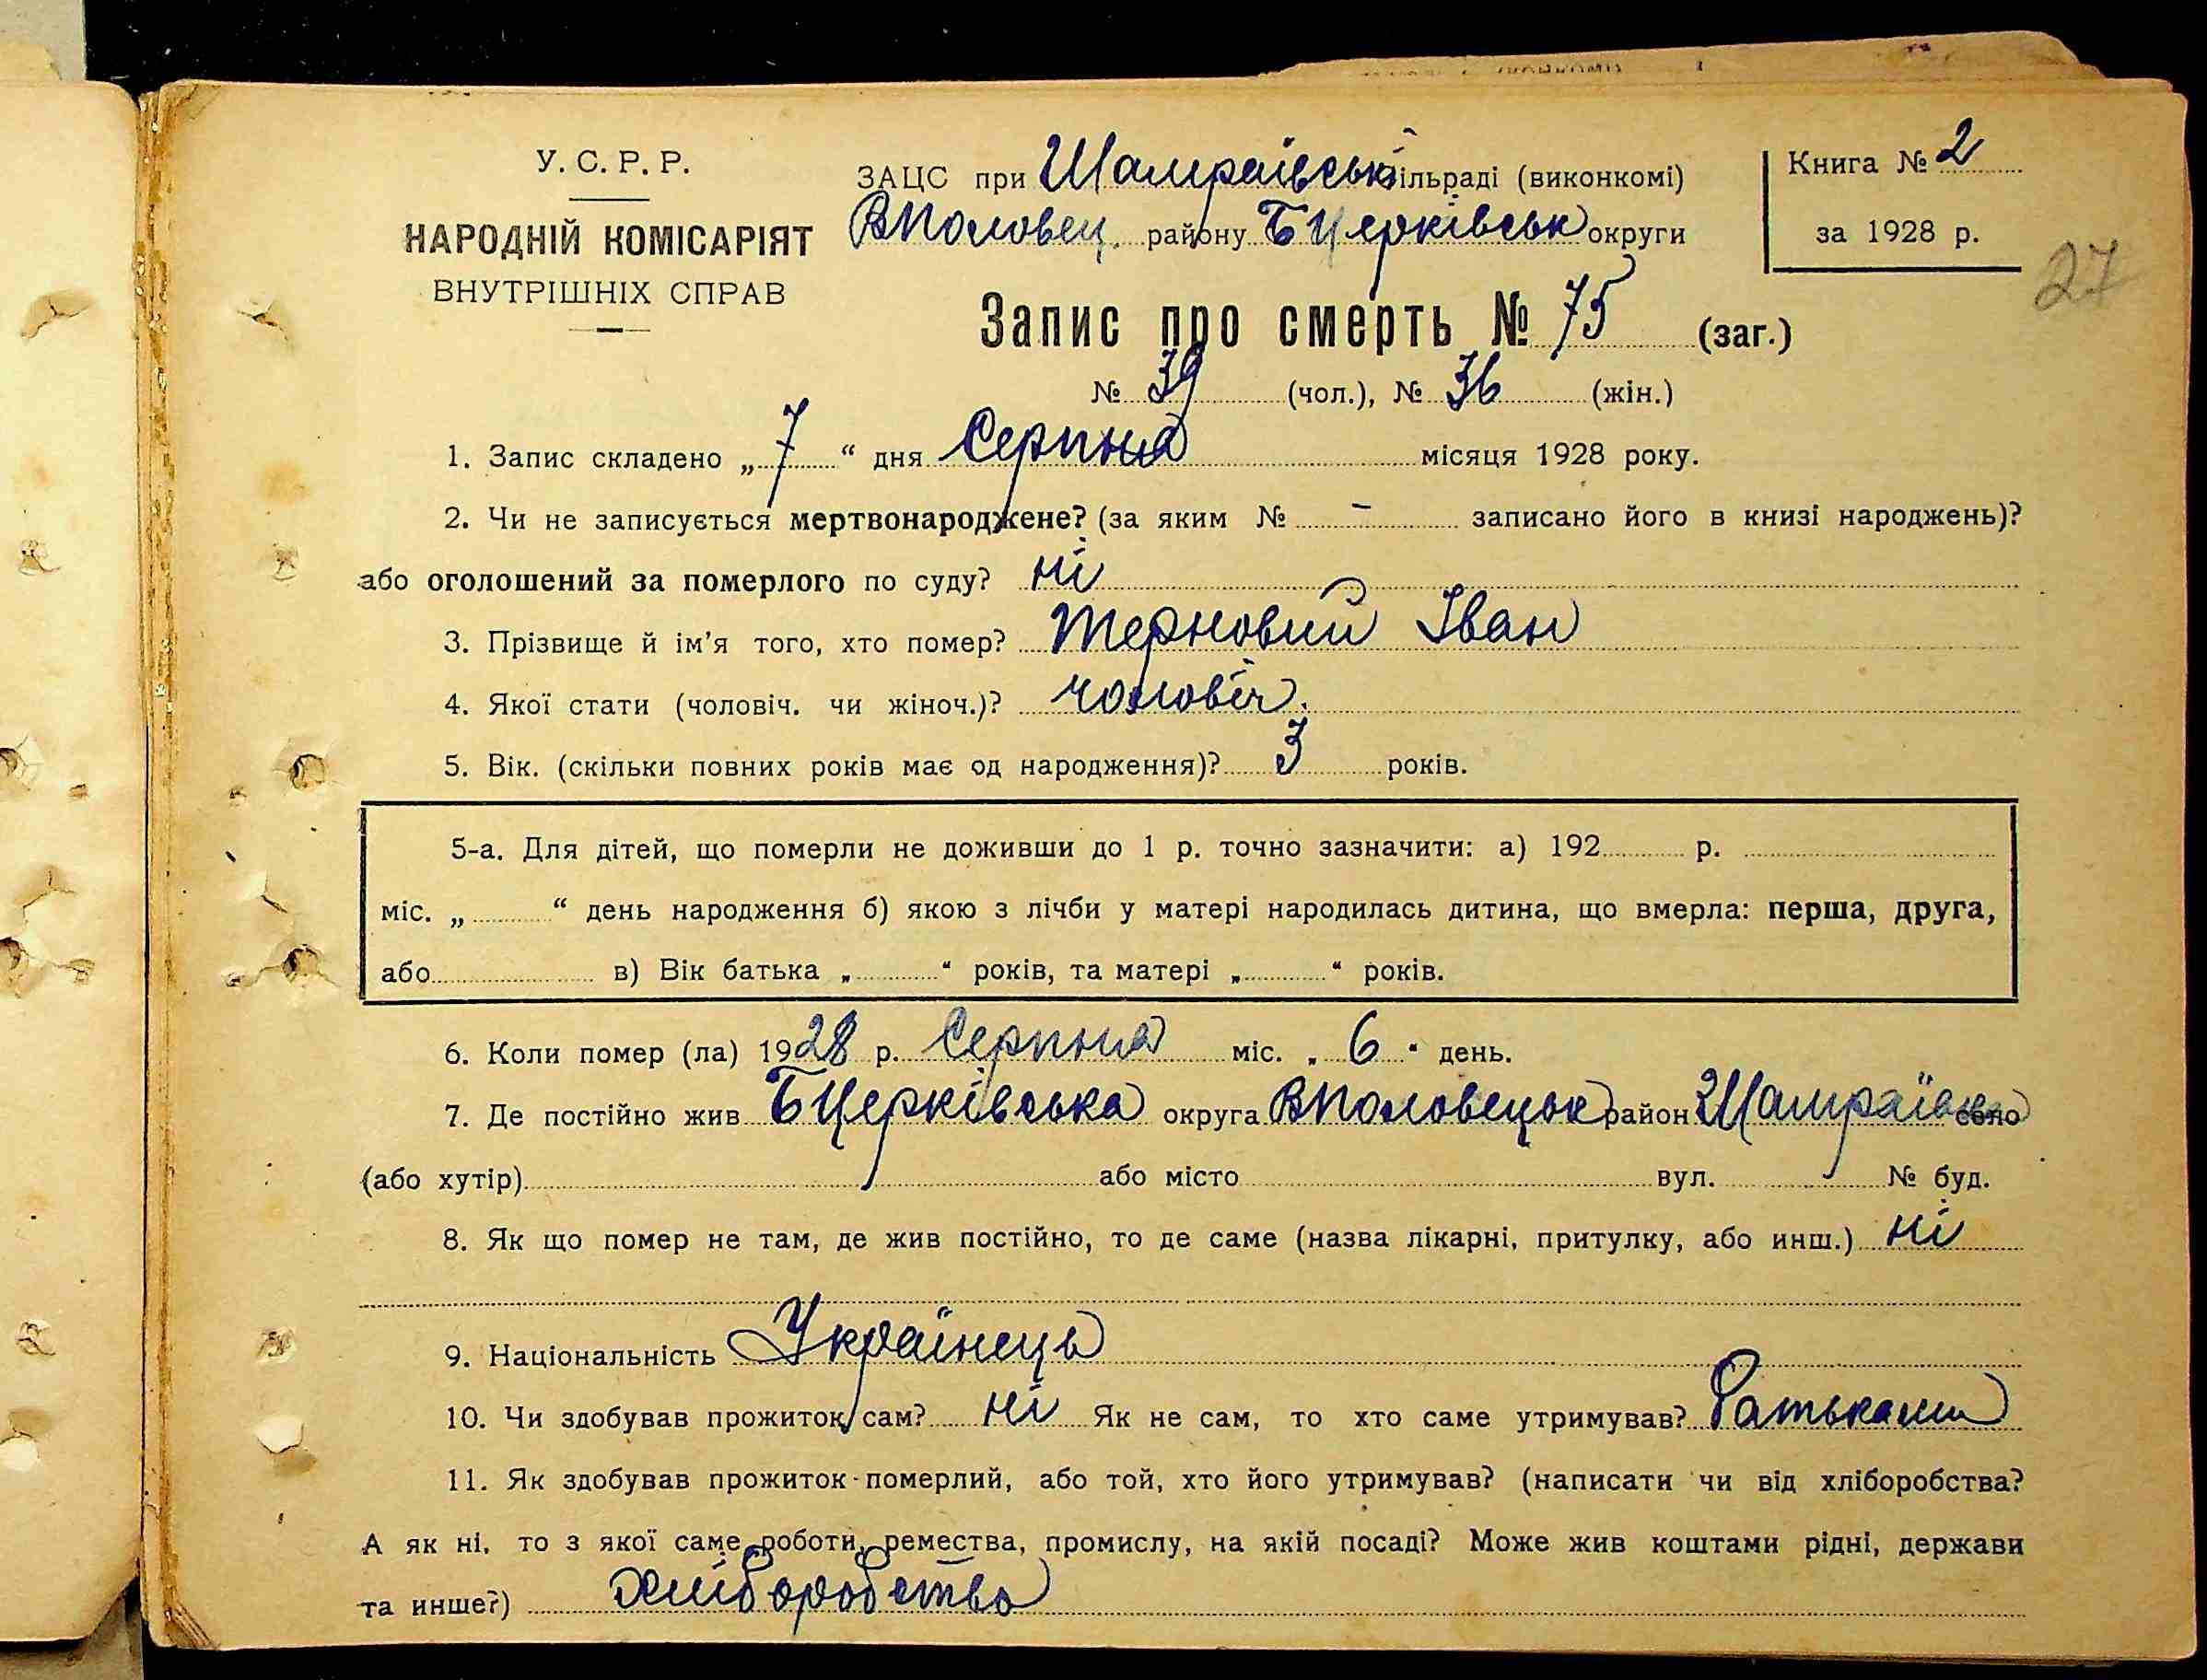 У. С. Р. Р.
НАРОДНІЙ КОМІСАРІЯТ
ВНУТРІШНІХ СПРАВ
ЗАЦС при Шамраївській сільраді (виконкомі)
ВПоловец. району БЦерківськ округи
Книга № 2
за 1928 р.
27
Запис про смерть № 75 (заг.)
№ 39 (чол.), № 36 (жін.)
1. Запис складено „ 7 “ дня Серпня місяця 1928 року.
2. Чи не записується мертвонароджене? (за яким № - записано його в книзі народжень)?
або оголошений за померлого по суду? ні
3. Прізвище й ім’я того, хто помер? Терновий Іван
4. Якої стати (чоловіч. чи жіноч.)? чоловіч.
5. Вік. (скільки повних років має од народження)? 3 років.
5-а. Для дітей, що померли не доживши до 1 р. точно зазначити: а) 192 р.
міс. „ “ день народження б) якою з лічби у матері народилась дитина, що вмерла: перша, друга,
або в) Вік батька „ “ років, та матері „ “ років.
6. Коли помер (ла) 1928 р. Серпня міс. „ 6 “ день.
7. Де постійно жив БЦерківська округа ВПоловецьк район Шамраївка село
(або хутір) або місто вул. № буд.
8. Як що помер не там, де жив постійно, то де саме (назва лікарні, притулку, або инш.) ні
9. Національність Українець
10. Чи здобував прожиток сам? ні Як не сам, то хто саме утримував? Батьками
11. Як здобував прожиток померлий, або той, хто його утримував? (написати чи від хліборобства?
А як ні, то з якої саме роботи, ремества, промислу, на якій посаді? Може жив коштами рідні, держави
та инше?) Хліборобство